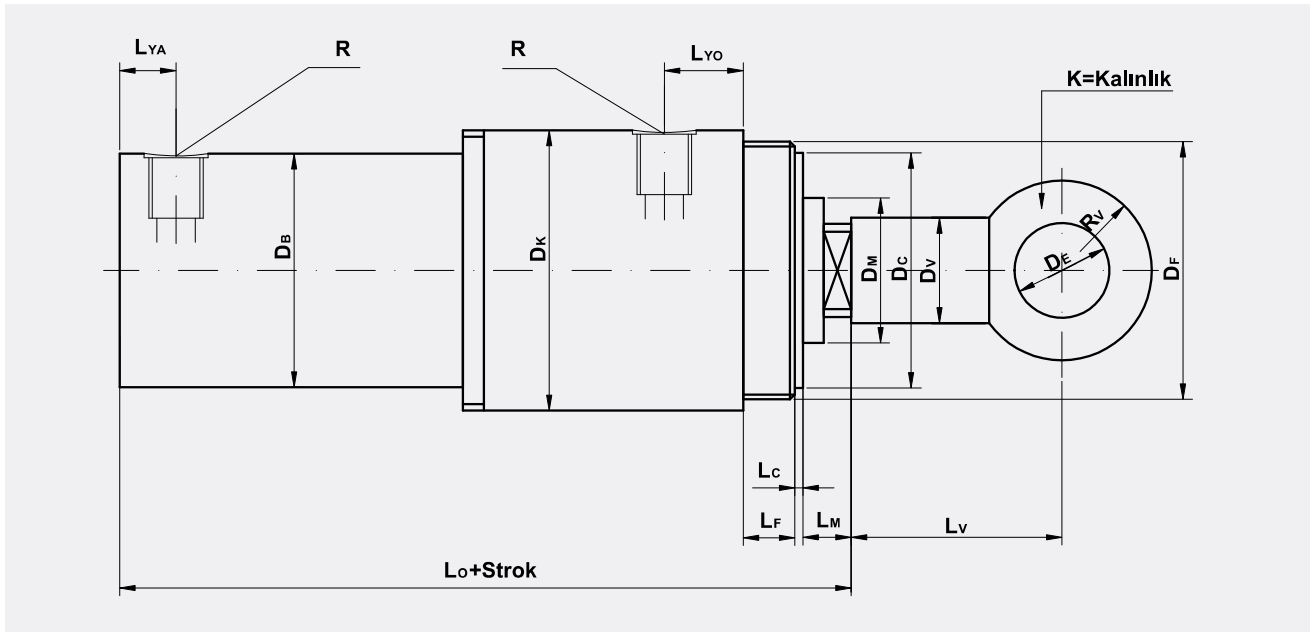 LYA
R
R
LYO
K=Kalınlık
DB
DK
DM
DC
DV
DE
RV
DF
LC
LF
LM
LV
LO+Strok